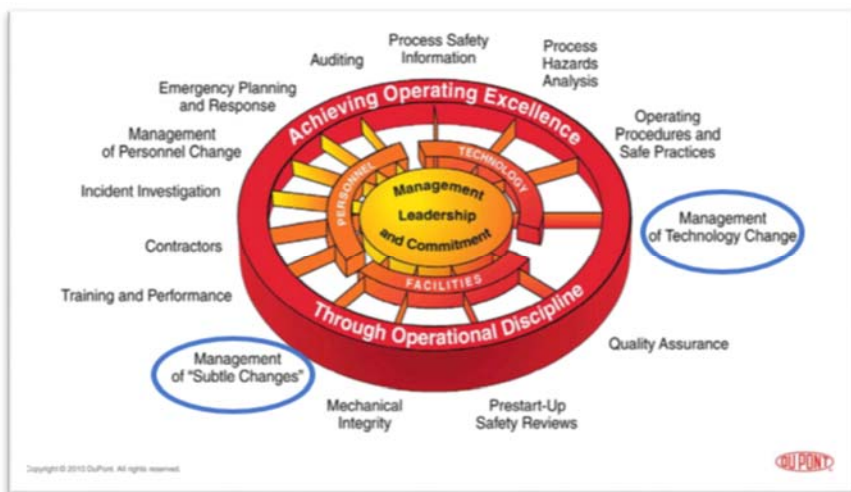 Process Safety
Information
Process
Hazards
Analysis
Operating
Procedures and
Safe Practices
Management
of Technology Change
Quality Assurance
Prestart-Up
Safety Reviews
Mechanical
Integrity
Management
of "Subtle Changes"
Training and Performance
Contractors
Incident Investigation
Management
of Personnel Change
Emergency Planning
and Response
Auditing
Achieving Operating Excellence
PERSONNEL
TECHNOLOGY
Management
Leadership
and Commitment
FACILITIES
Through Operational Discipline
Copyright © 2010 DuPont. All rights reserved.
DUPONT